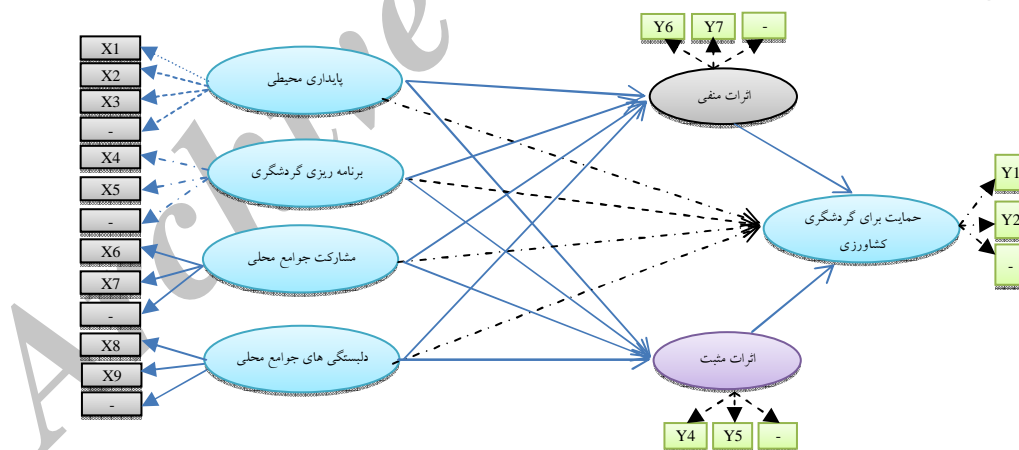 Y6 Y7 -
X1
X2
X3
-
X4
X5
-
X6
X7
-
X8
X9
-
پایداری محیطی
برنامه ریزی گردشگری
مشارکت جوامع محلی
دلبستگی های جوامع محلی
اثرات منفی
حمایت برای گردشگری
کشاورزی
اثرات مثبت
Y1
Y2
-
Y4 Y5 -
Archive